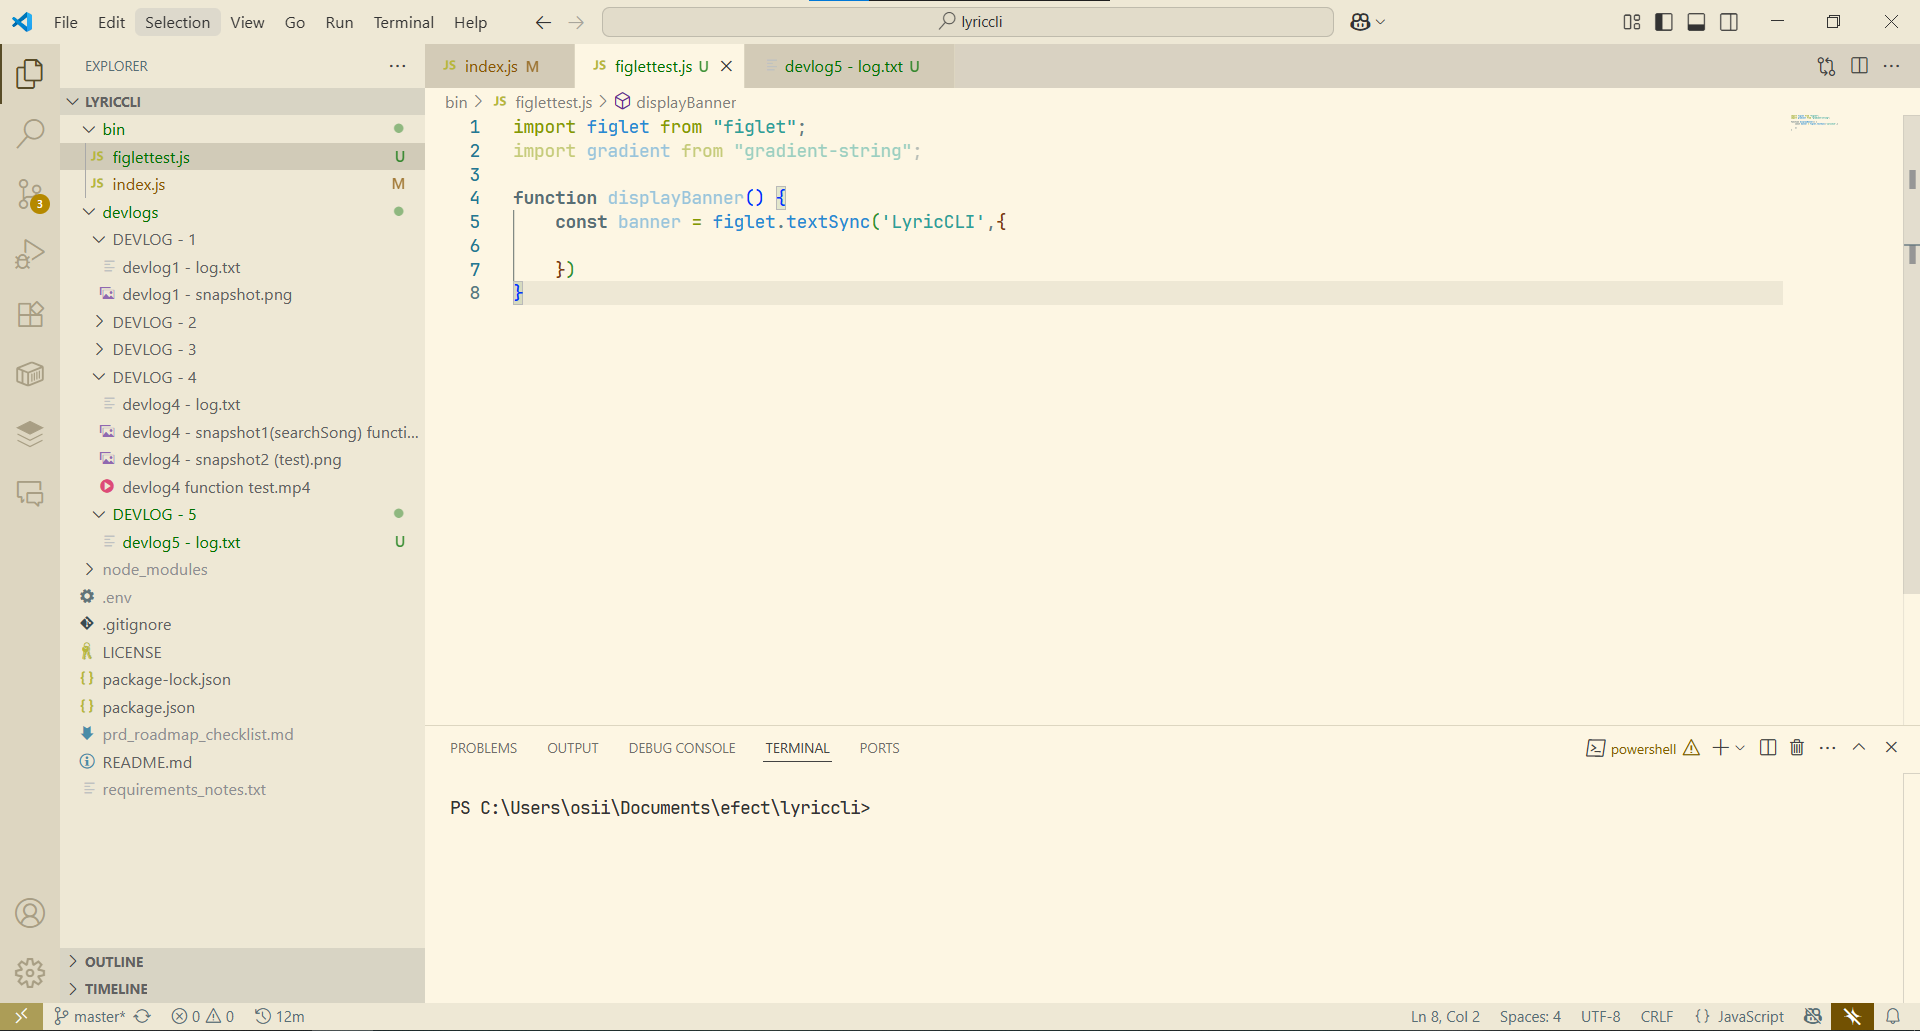 File Edit Selection View Go Run Terminal Help
lyriccli
EXPLORER
LYRICCLI
bin
JS figlettest.js U
JS index.js M
devlogs
DEVLOG - 1
devlog1 - log.txt
devlog1 - snapshot.png
DEVLOG - 2
DEVLOG - 3
DEVLOG - 4
devlog4 - log.txt
devlog4 - snapshot1(searchSong) functi...
devlog4 - snapshot2 (test).png
devlog4 function test.mp4
DEVLOG - 5
devlog5 - log.txt U
node_modules
.env
.gitignore
LICENSE
{} package-lock.json
{} package.json
prd_roadmap_checklist.md
README.md
requirements_notes.txt
OUTLINE
TIMELINE
3
JS index.js M
JS figlettest.js U
devlog5 - log.txt U
bin > JS figlettest.js > displayBanner
1 import figlet from "figlet";
2 import gradient from "gradient-string";
3
4 function displayBanner() {
5 const banner = figlet.textSync('LyricCLI',{
6
7 })
8 }
PROBLEMS OUTPUT DEBUG CONSOLE TERMINAL PORTS
powershell
PS C:\Users\osii\Documents\efect\lyriccli>
master* 0 0 12m
Ln 8, Col 2 Spaces: 4 UTF-8 CRLF {} JavaScript